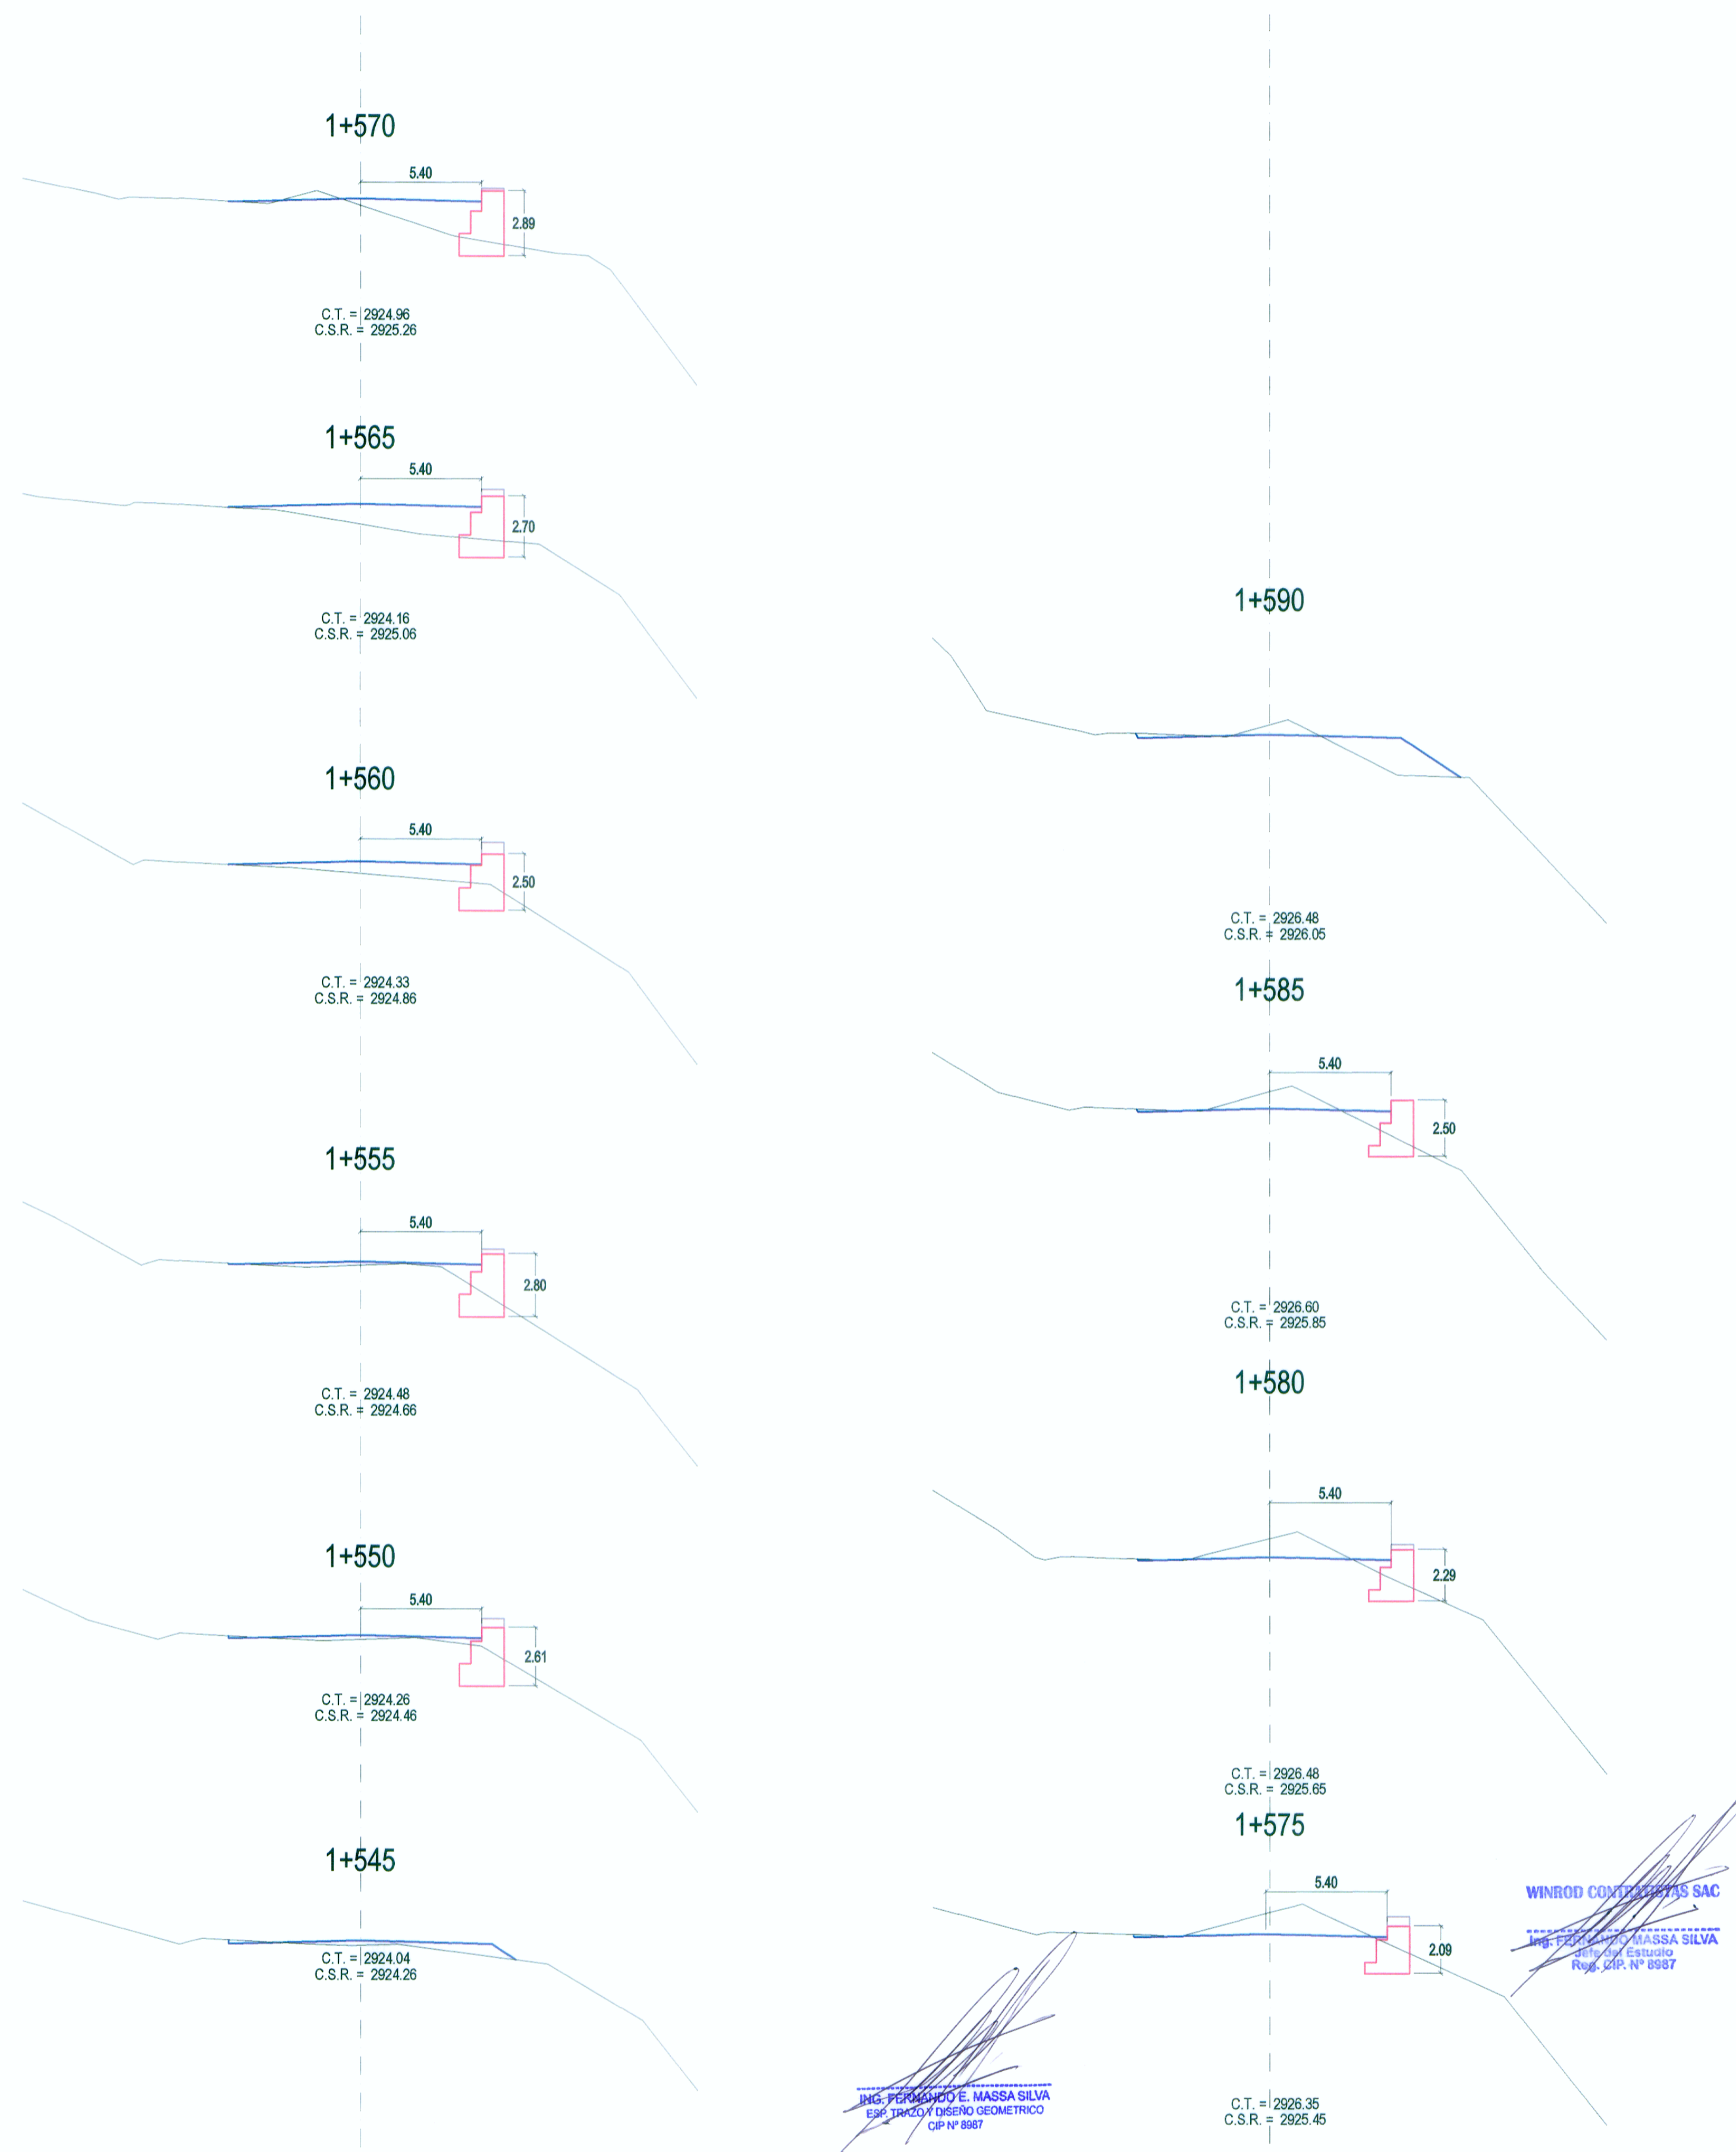 1+570
5.40
2.89
C.T. = 2924.96
C.S.R. = 2925.26
1+565
5.40
2.70
C.T. = 2924.16
C.S.R. = 2925.06
1+560
5.40
2.50
C.T. = 2924.33
C.S.R. = 2924.86
1+555
5.40
2.80
C.T. = 2924.48
C.S.R. = 2924.66
1+550
5.40
2.61
C.T. = 2924.26
C.S.R. = 2924.46
1+545
C.T. = 2924.04
C.S.R. = 2924.26
1+590
C.T. = 2926.48
C.S.R. = 2926.05
1+585
5.40
2.50
C.T. = 2926.60
C.S.R. = 2925.85
1+580
5.40
2.29
C.T. = 2926.48
C.S.R. = 2925.65
1+575
5.40
2.09
C.T. = 2926.35
C.S.R. = 2925.45
WINROD CONTRATISTAS SAC
Ing. FERNANDO MASSA SILVA
Jefe del Estudio
Reg. CIP. Nº 8987
ING. FERNANDO E. MASSA SILVA
ESP. TRAZO Y DISEÑO GEOMETRICO
CIP Nº 8987